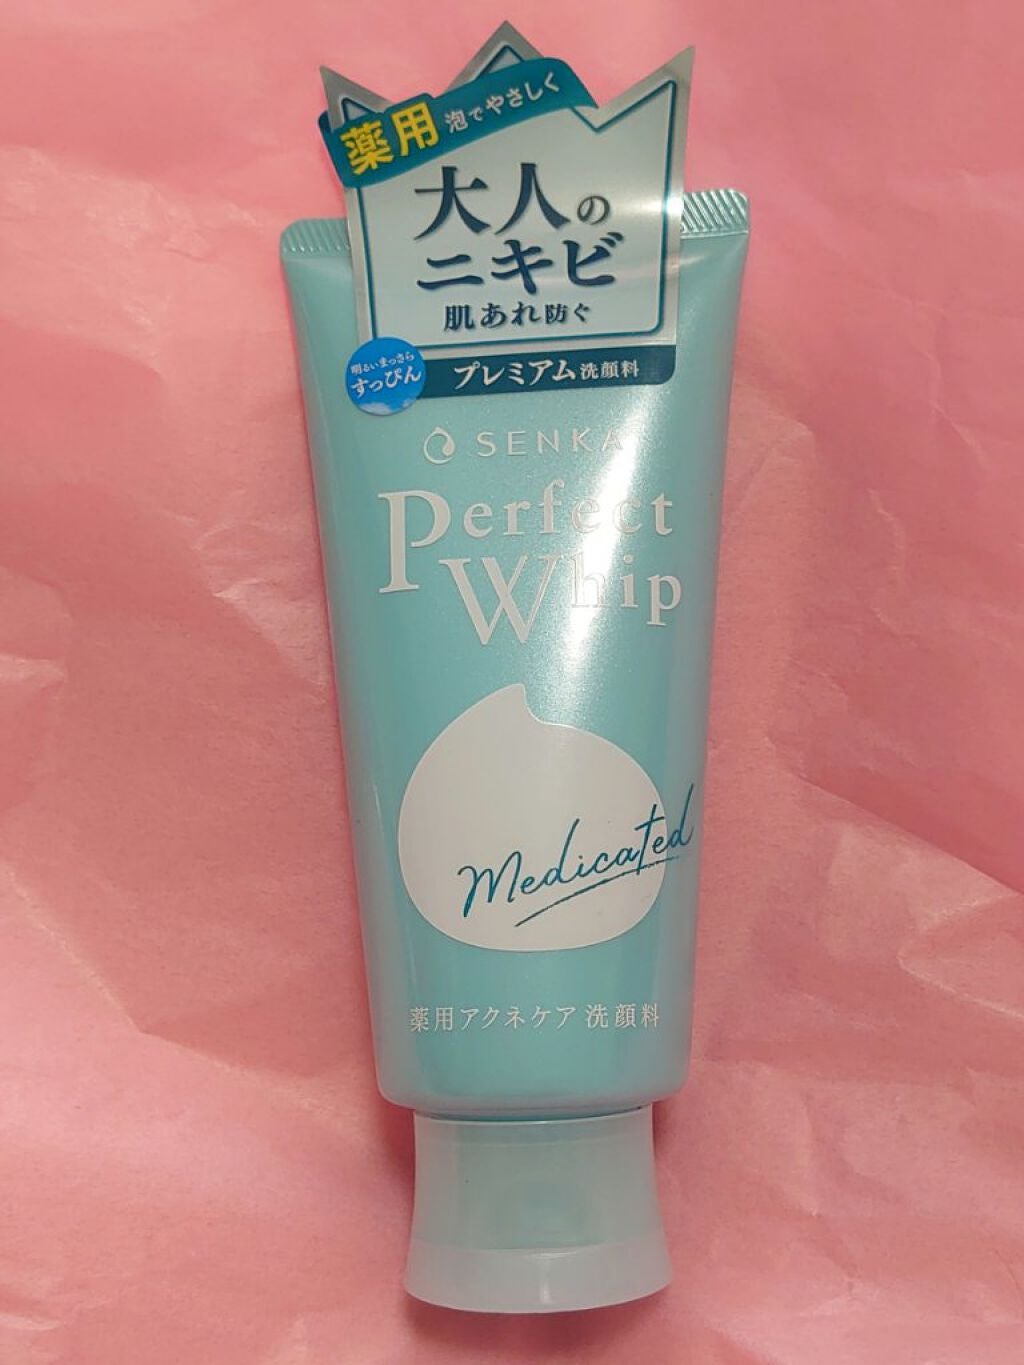 薬用 泡でやさしく
大人の
ニキビ
肌あれ防ぐ
明るいまっさら
すっぴん
プレミアム洗顔料
SENKA
Perfect
Whip
Medicated
薬用アクネケア 洗顔料